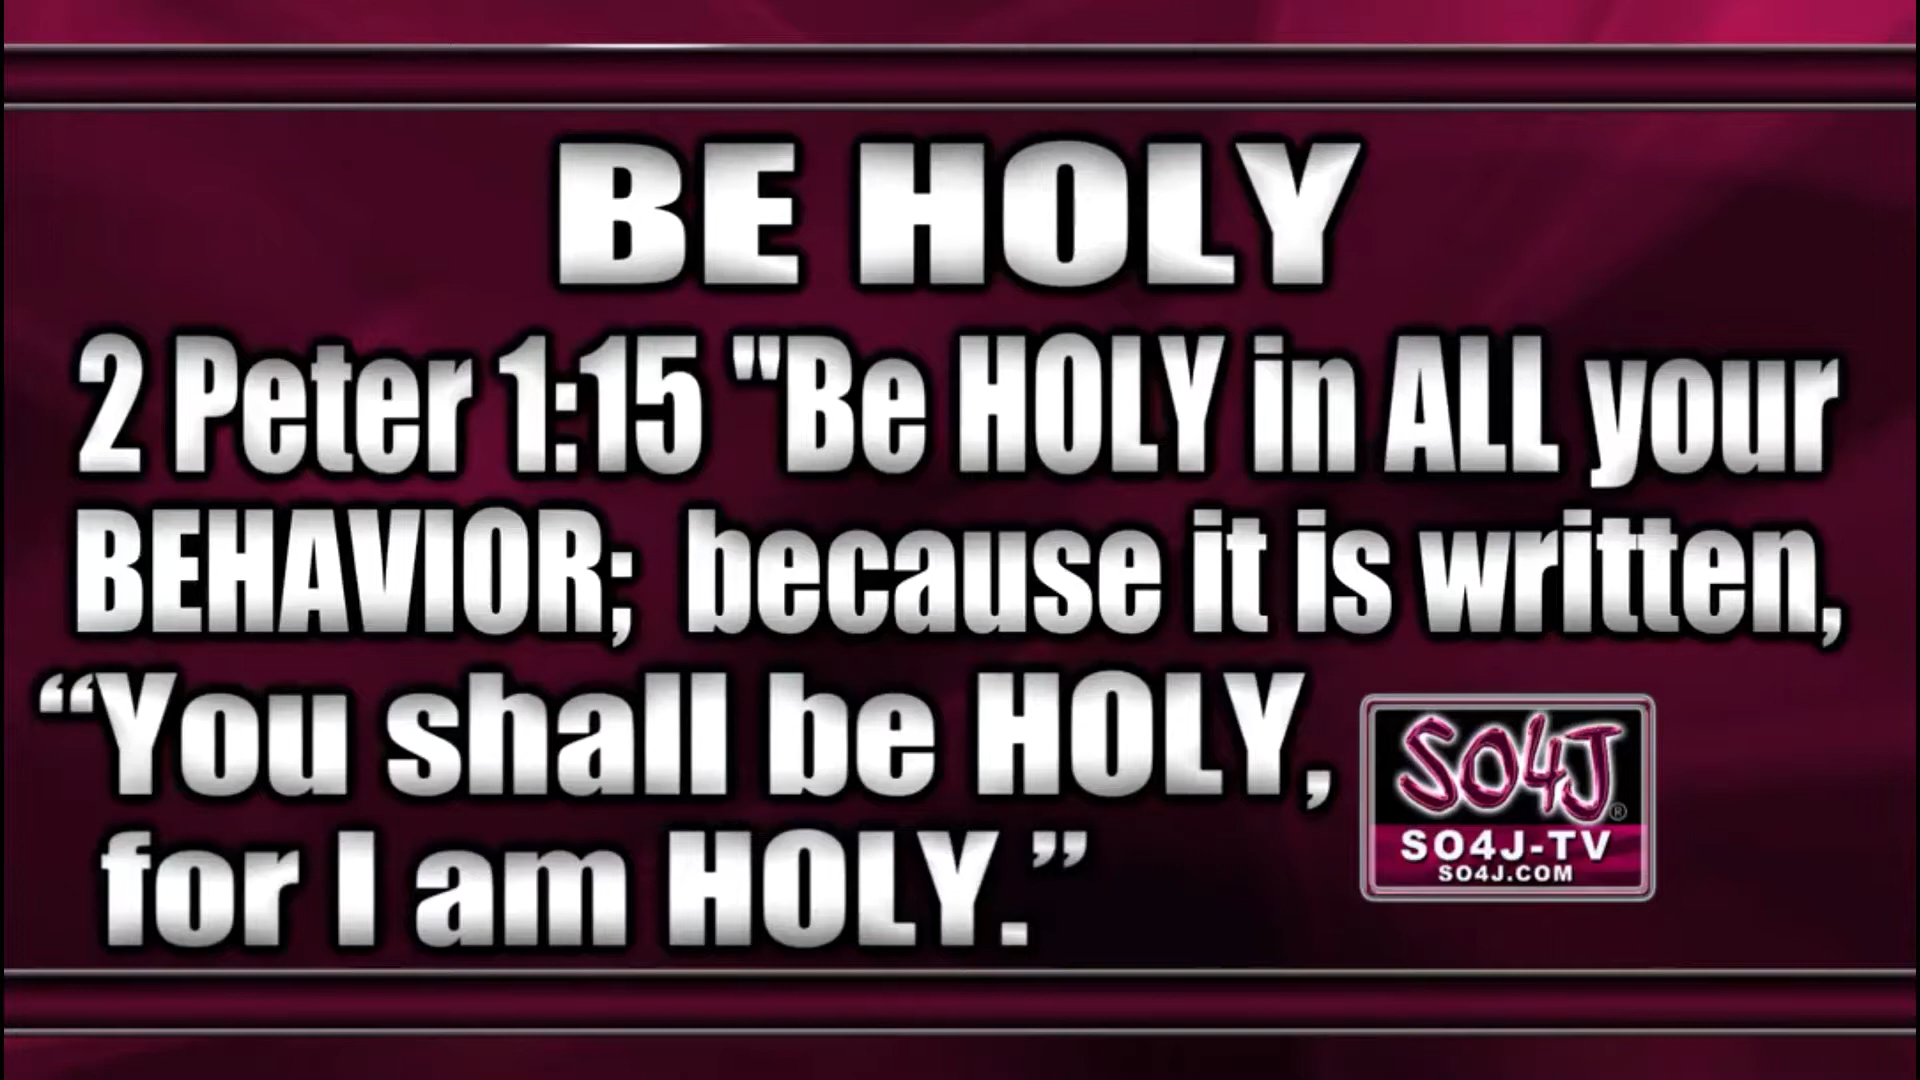 BE HOLY
2 Peter 1:15 "Be HOLY in ALL your
BEHAVIOR;  because it is written,
“You shall be HOLY,
for I am HOLY.”
SO4J®
SO4J-TV
SO4J.COM